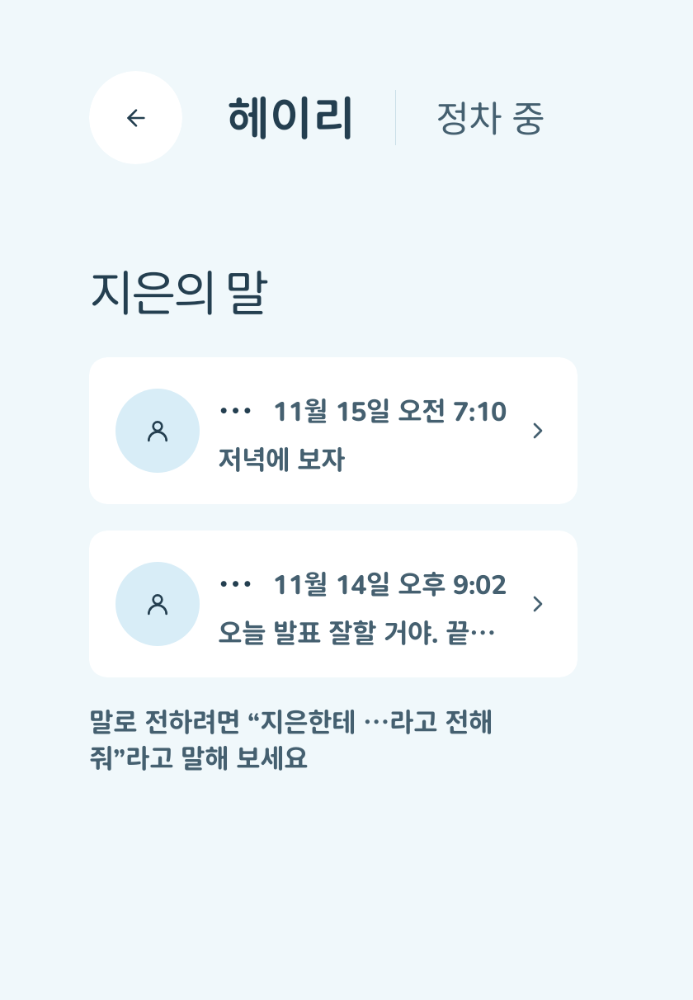 헤이리
정차 중
지은의 말
… 11월 15일 오전 7:10
저녁에 보자
… 11월 14일 오후 9:02
오늘 발표 잘할 거야. 끝…
말로 전하려면 “지은한테 …라고 전해
줘”라고 말해 보세요